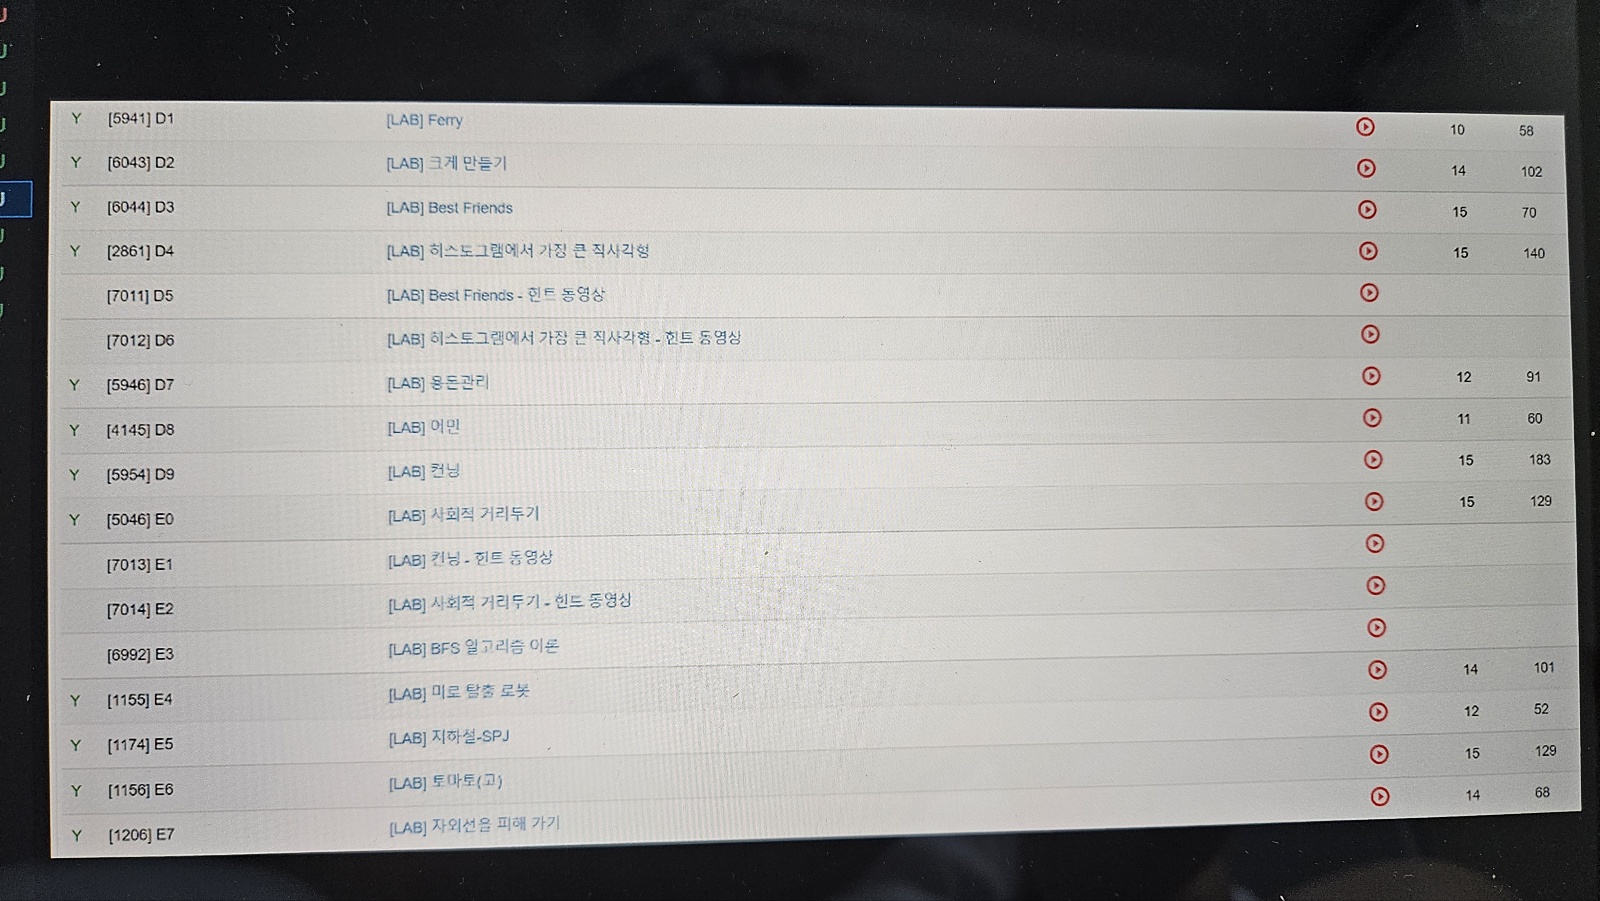 Y [5941] D1 [LAB] Ferry 10 58
Y [6043] D2 [LAB] 크게 만들기 14 102
Y [6044] D3 [LAB] Best Friends 15 70
Y [2861] D4 [LAB] 히스토그램에서 가장 큰 직사각형 15 140
[7011] D5 [LAB] Best Friends - 힌트 동영상
[7012] D6 [LAB] 히스토그램에서 가장 큰 직사각형 - 힌트 동영상
Y [5946] D7 [LAB] 용돈관리 12 91
Y [4145] D8 [LAB] 어민 11 60
Y [5954] D9 [LAB] 컨닝 15 183
Y [5046] E0 [LAB] 사회적 거리두기 15 129
[7013] E1 [LAB] 컨닝 - 힌트 동영상
[7014] E2 [LAB] 사회적 거리두기 - 힌트 동영상
[6992] E3 [LAB] BFS 알고리즘 이론
Y [1155] E4 [LAB] 미로 탈출 로봇 14 101
Y [1174] E5 [LAB] 지하철-SPJ 12 52
Y [1156] E6 [LAB] 토마토(고) 15 129
Y [1206] E7 [LAB] 자외선을 피해 가기 14 68